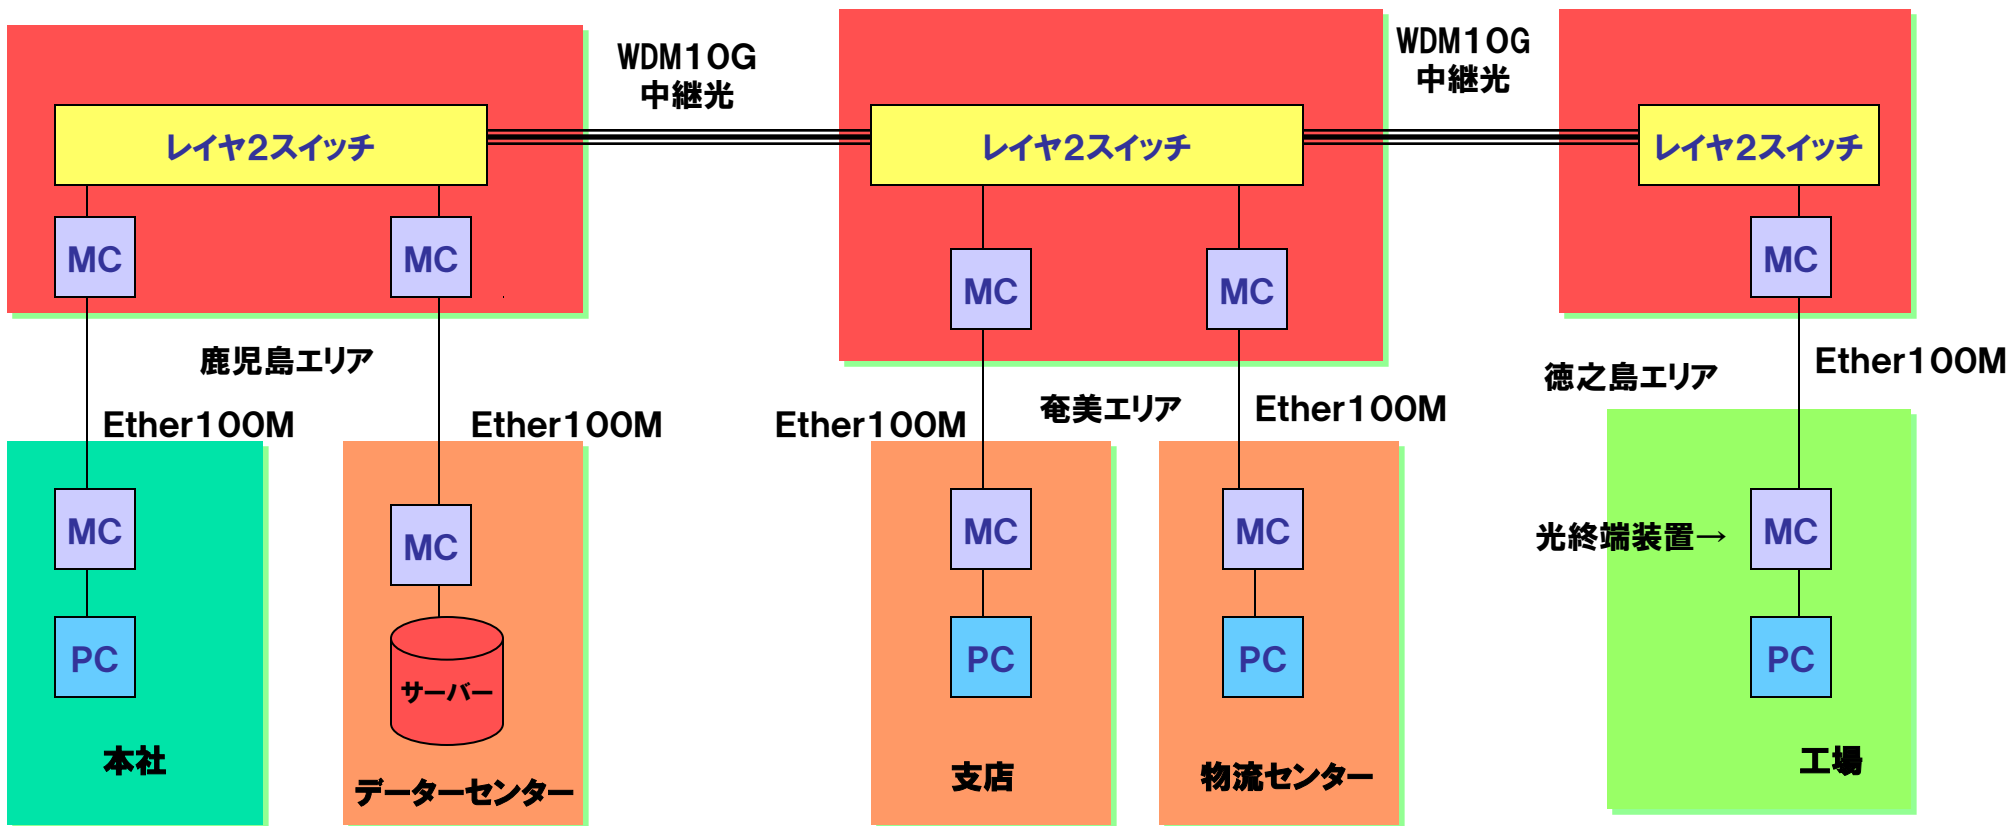 WDM10G
中継光
WDM10G
中継光
レイヤ2スイッチ
レイヤ2スイッチ
レイヤ2スイッチ
MC
MC
MC
MC
MC
鹿児島エリア
奄美エリア
徳之島エリア
Ether100M
Ether100M
Ether100M
Ether100M
Ether100M
MC
MC
MC
MC
光終端装置→
MC
PC
サーバー
PC
PC
PC
本社
データーセンター
支店
物流センター
工場